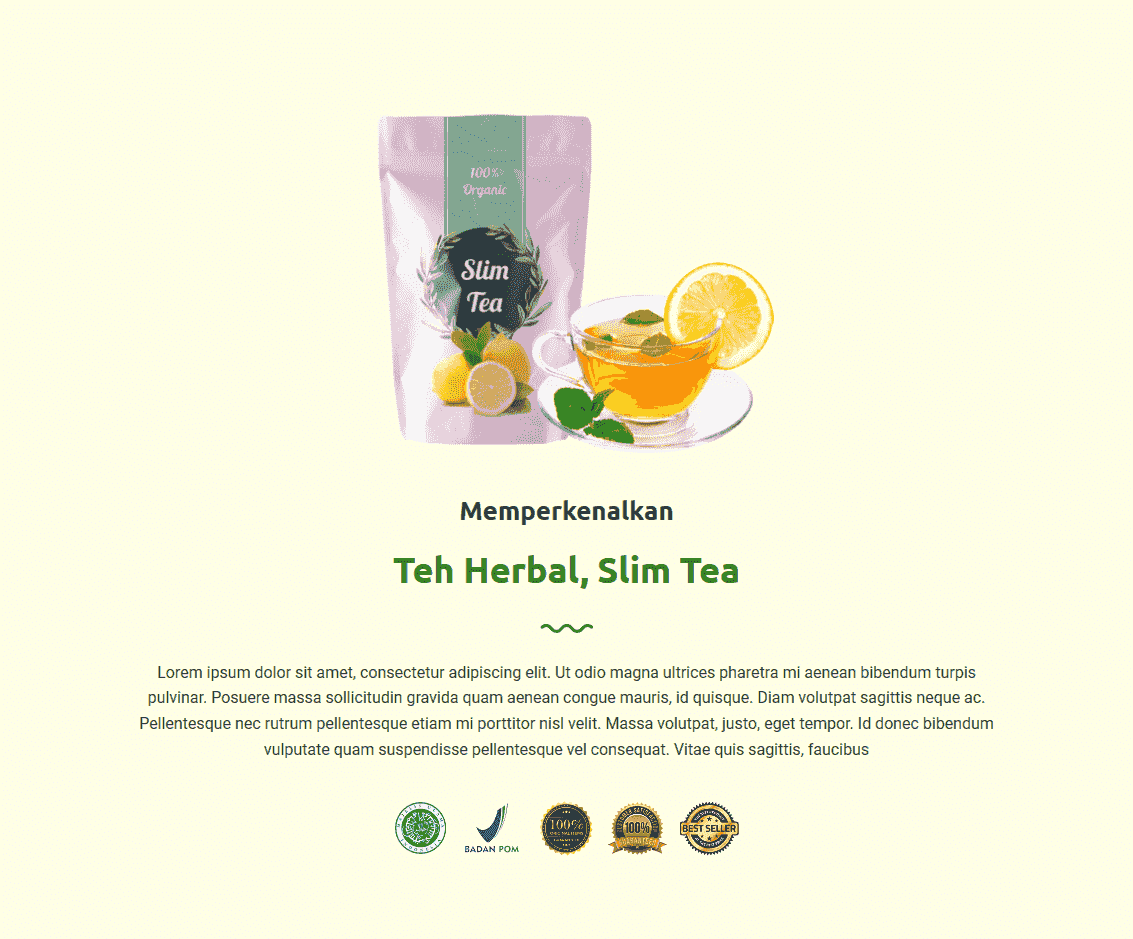 100%
Organic
Slim
Tea
Memperkenalkan
Teh Herbal, Slim Tea
Lorem ipsum dolor sit amet, consectetur adipiscing elit. Ut odio magna ultrices pharetra mi aenean bibendum turpis
pulvinar. Posuere massa sollicitudin gravida quam aenean congue mauris, id quisque. Diam volutpat sagittis neque ac.
Pellentesque nec rutrum pellentesque etiam mi porttitor nisl velit. Massa volutpat, justo, eget tempor. Id donec bibendum
vulputate quam suspendisse pellentesque vel consequat. Vitae quis sagittis, faucibus
BADAN POM
100%
100%
GUARANTEED
BEST SELLER